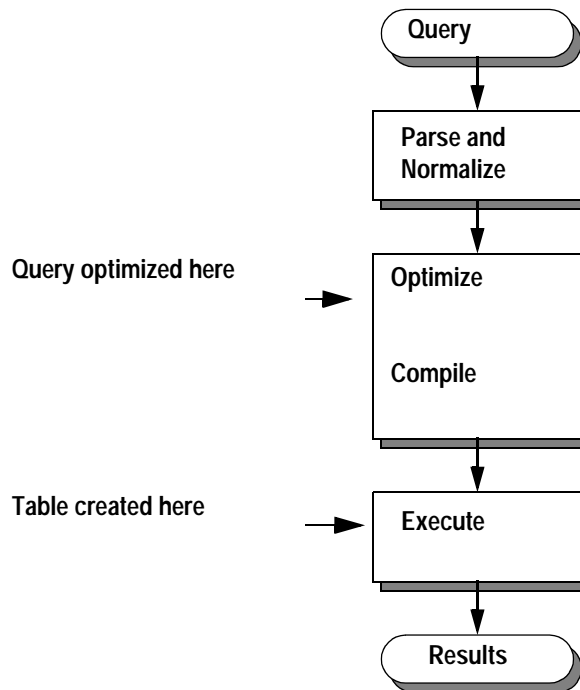 Query
Parse and
Normalize
Query optimized here
Optimize
Compile
Table created here
Execute
Results